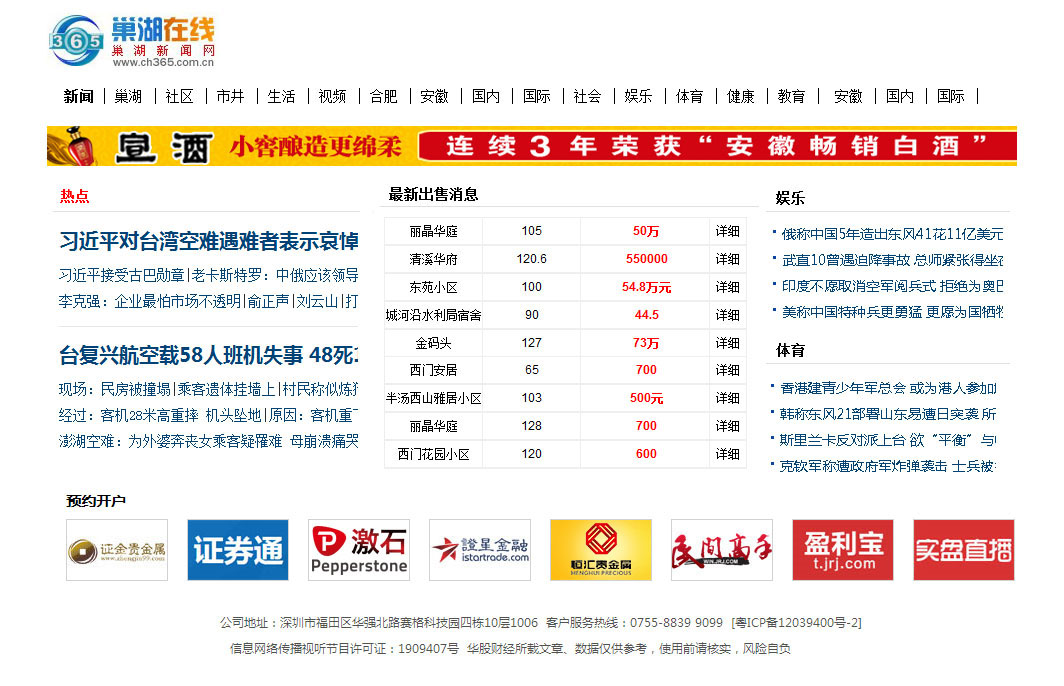 365 巢湖在线
巢湖新闻网
www.ch365.com.cn
新闻 | 巢湖 | 社区 | 市井 | 生活 | 视频 | 合肥 | 安徽 | 国内 | 国际 | 社会 | 娱乐 | 体育 | 健康 | 教育 | 安徽 | 国内 | 国际 |
宣酒 小窖酿造更绵柔 连续3年荣获“安徽畅销白酒”
热点
习近平对台湾空难遇难者表示哀悼
习近平接受古巴勋章|老卡斯特罗：中俄应该领导
李克强：企业最怕市场不透明|俞正声|刘云山|打
台复兴航空载58人班机失事 48死
现场：民房被撞塌|乘客遗体挂墙上|村民称似炼
经过：客机28米高重摔 机头坠地|原因：客机重
澎湖空难：为外婆奔丧女乘客疑罹难 母崩溃痛哭
最新出售消息
丽晶华庭 105 50万 详细
清溪华府 120.6 550000 详细
东苑小区 100 54.8万元 详细
城河沿水利局宿舍 90 44.5 详细
金码头 127 73万 详细
西门安居 65 700 详细
半汤西山雅居小区 103 500元 详细
丽晶华庭 128 700 详细
西门花园小区 120 600 详细
娱乐
俄称中国5年造出东风41花11亿美元
武直10曾遇迫降事故 总师紧张得坐
印度不愿取消空军阅兵式 拒绝为奥巴
美称中国特种兵更勇猛 更愿为国牺牲
体育
香港建青少年军总会 或为港人参加
韩称东风21部署山东易遭日突袭 所
斯里兰卡反对派上台 欲“平衡”与
克钦军称遭政府军炸弹袭击 士兵被
预约开户
证金贵金属
www.zhengjin99.com
证券通
激石
Pepperstone
證星金融
istartrade.com
恒汇贵金属
HENGHUI PRECIOUS
民间高手
WIN.JRJ.COM
盈利宝
t.jrj.com
实盘直播
公司地址：深圳市福田区华强北路赛格科技园四栋10层1006 客户服务热线：0755-8839 9099 [粤ICP备12039400号-2]
信息网络传播视听节目许可证：1909407号 华股财经所载文章、数据仅供参考，使用前请核实，风险自负